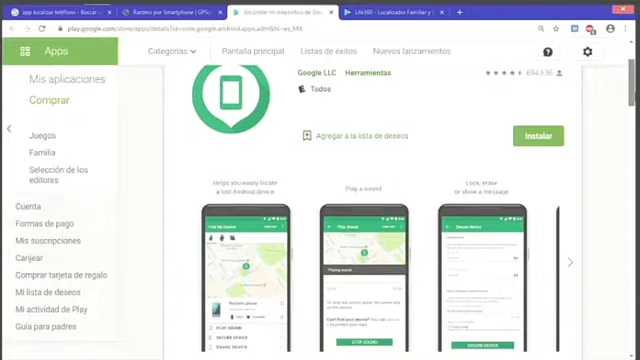 app localizar teléfono - Buscar
Rastreo por Smartphone | GPS
Encontrar mi dispositivo de Goo
Life360 - Localizador Familiar y
play.google.com/store/apps/details?id=com.google.android.apps.adm&hl=es_MX
Apps
Categorías
Pantalla principal
Listas de éxitos
Nuevos lanzamientos
Mis aplicaciones
Comprar
Juegos
Familia
Selección de los
editores
Cuenta
Formas de pago
Mis suscripciones
Canjear
Comprar tarjeta de regalo
Mi lista de deseos
Mi actividad de Play
Guía para padres
Google LLC
Herramientas
694,636
Todos
Agregar a la lista de deseos
Instalar
Helps you easily locate
a lost Android device
Play a sound
Lock, erase
or show a message
Find My Device
PLAY SOUND
SECURE DEVICE
ERASE DEVICE
Play Sound
Playing sound
STOP SOUND
Secure device
SECURE DEVICE